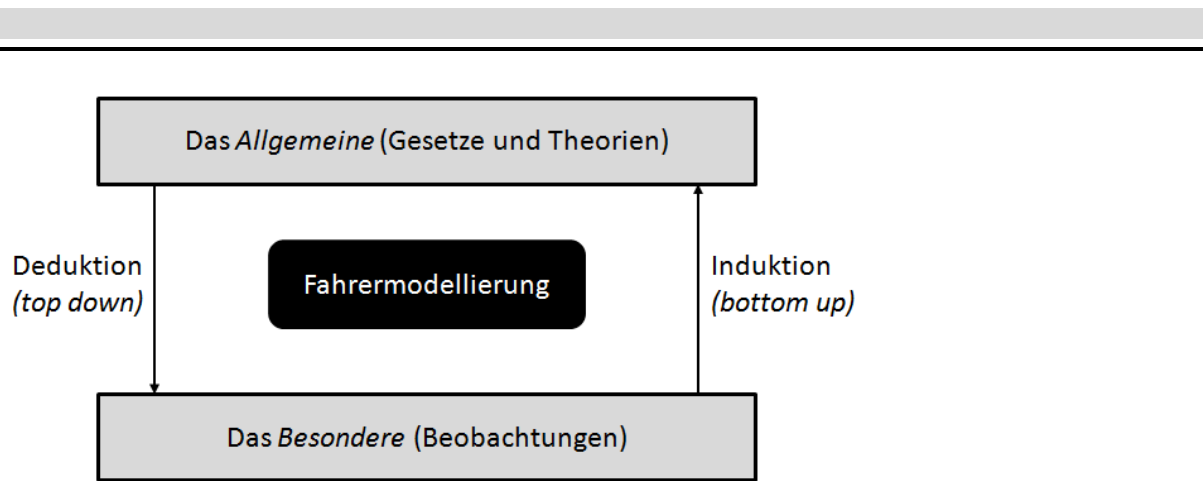 Das Allgemeine (Gesetze und Theorien)
Deduktion
(top down)
Fahrermodellierung
Induktion
(bottom up)
Das Besondere (Beobachtungen)